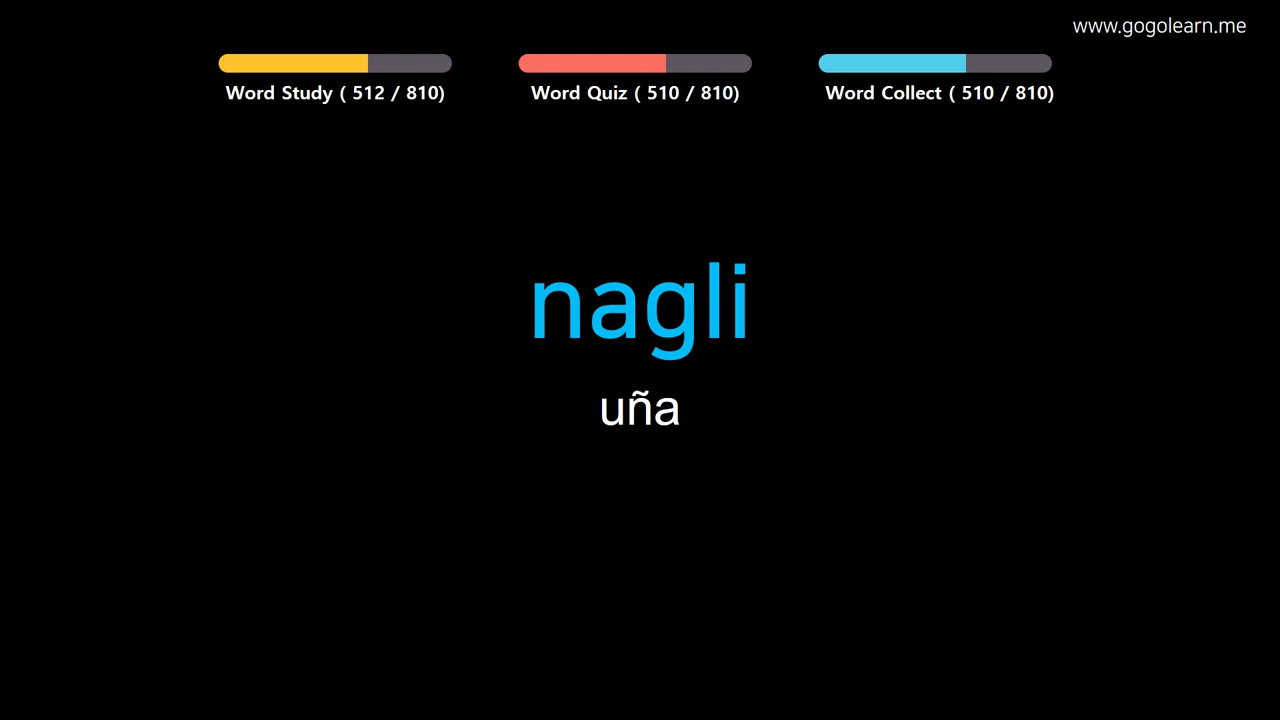 www.gogolearn.me
Word Study ( 512 / 810)
Word Quiz ( 510 / 810)
Word Collect ( 510 / 810)
nagli
uña